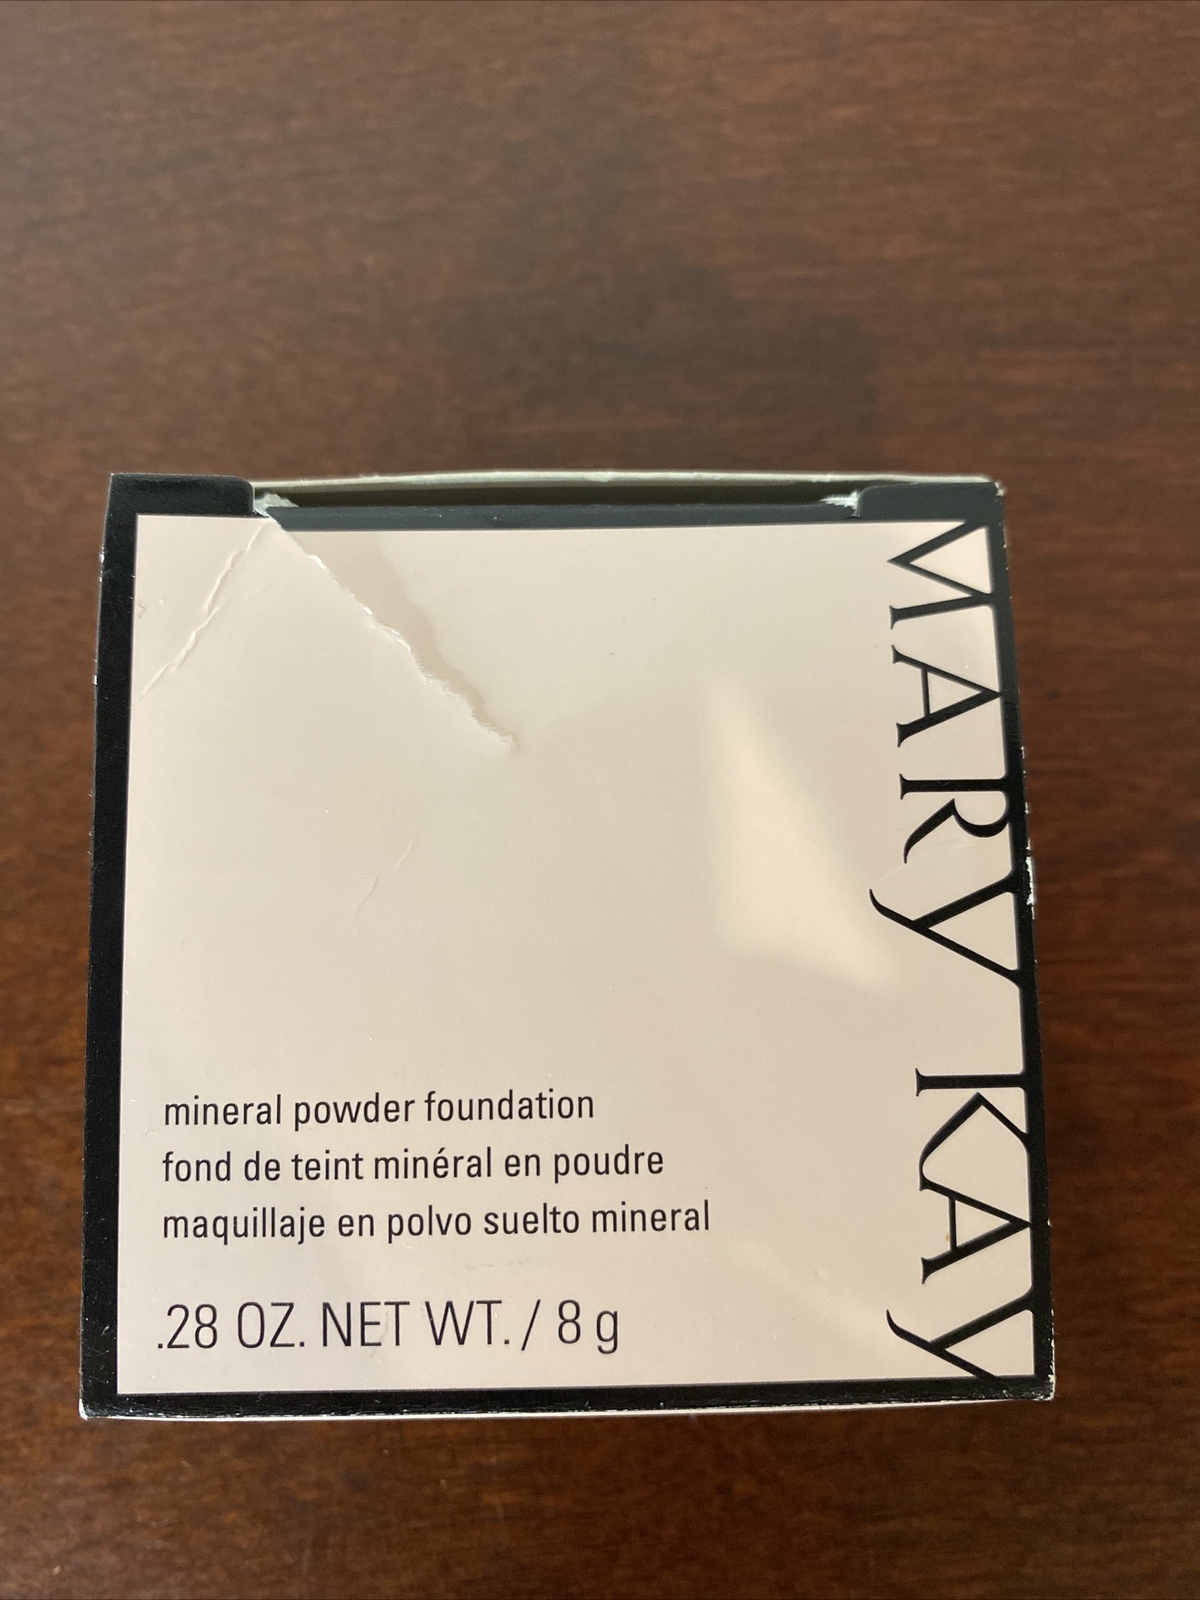 MARY KAY
mineral powder foundation
fond de teint minéral en poudre
maquillaje en polvo suelto mineral
.28 OZ. NET WT. / 8 g